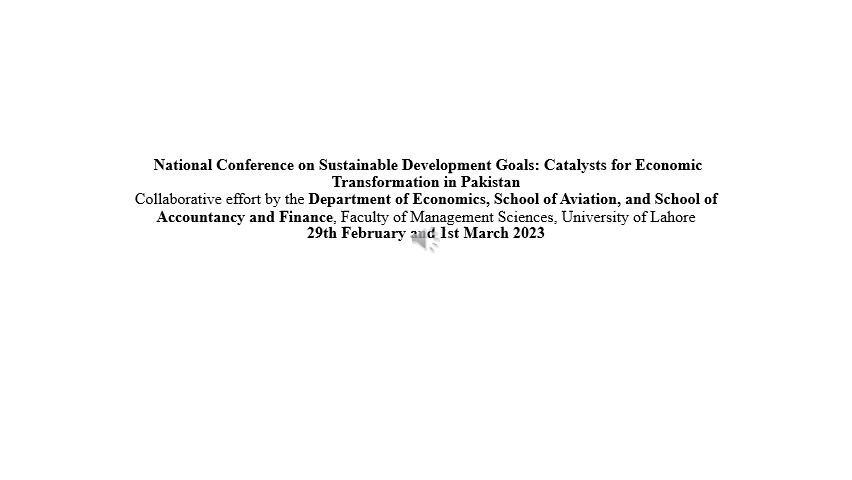 National Conference on Sustainable Development Goals: Catalysts for Economic
Transformation in Pakistan
Collaborative effort by the Department of Economics, School of Aviation, and School of
Accountancy and Finance, Faculty of Management Sciences, University of Lahore
29th February and 1st March 2023